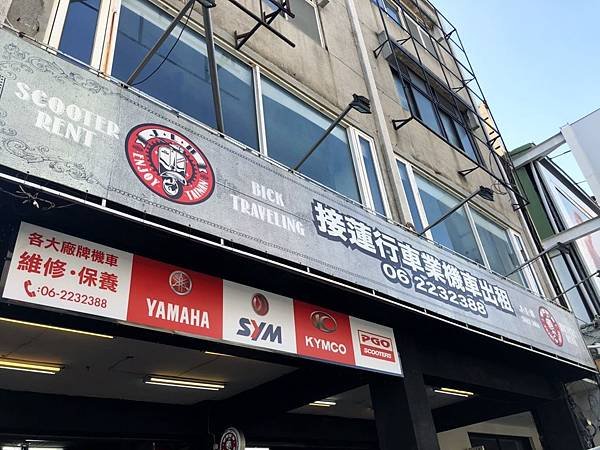 SCOOTER
RENT
ENJOY
BICK
TRAVELING
接運行車業機車出租
06 2232388
各大廠牌機車
維修·保養
:06-2232388
YAMAHA
SYM
KYMCO
PGO
SCOOTERS